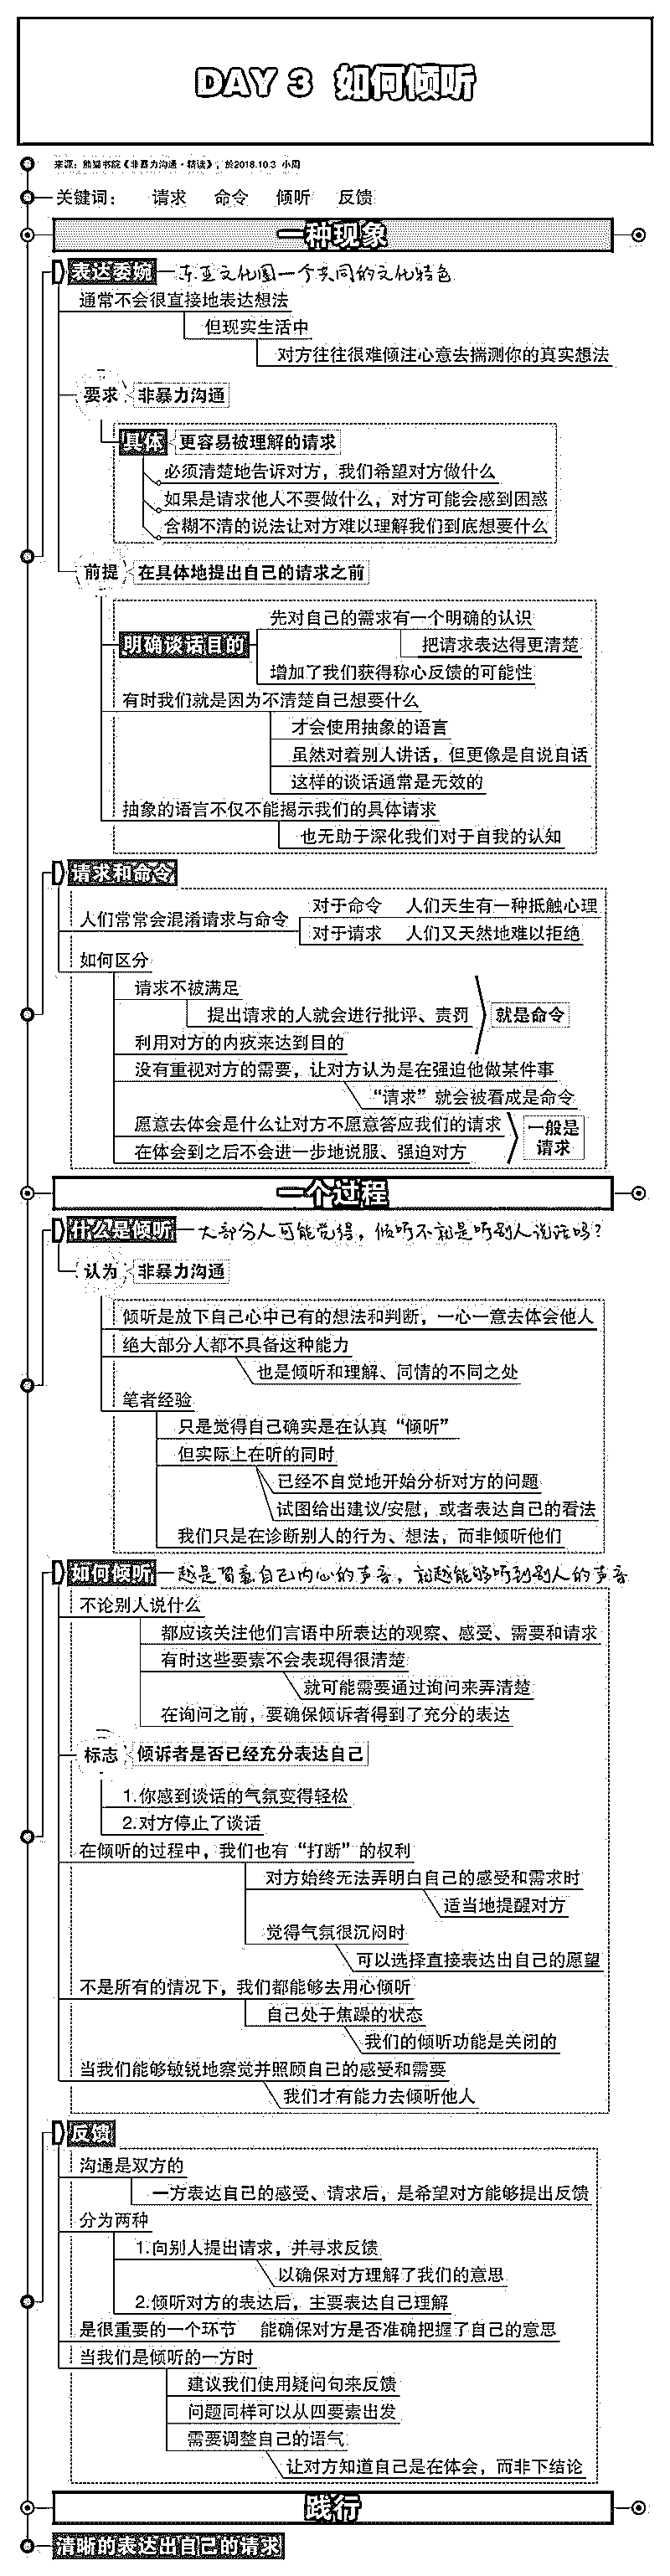 DAY 3 如何倾听
来源：熊猫书院《非暴力沟通·精读》，於2018.10.3 小周
关键词： 请求 命令 倾听 反馈
一种现象
表达委婉 东亚文化圈一个共同的文化特色
通常不会很直接地表达想法
但现实生活中
对方往往很难倾注心意去揣测你的真实想法
要求 非暴力沟通
具体 更容易被理解的请求
必须清楚地告诉对方，我们希望对方做什么
如果是请求他人不要做什么，对方可能会感到困惑
含糊不清的说法让对方难以理解我们到底想要什么
前提 在具体地提出自己的请求之前
先对自己的需求有一个明确的认识
明确谈话目的
把请求表达得更清楚
增加了我们获得称心反馈的可能性
有时我们就是因为不清楚自己想要什么
才会使用抽象的语言
虽然对着别人讲话，但更像是自说自话
这样的谈话通常是无效的
抽象的语言不仅不能揭示我们的具体请求
也无助于深化我们对于自我的认知
请求和命令
对于命令 人们天生有一种抵触心理
人们常常会混淆请求与命令
对于请求 人们又天然地难以拒绝
如何区分
请求不被满足
提出请求的人就会进行批评、责罚
就是命令
利用对方的内疚来达到目的
没有重视对方的需要，让对方认为是在强迫他做某件事
“请求”就会被看成是命令
愿意去体会是什么让对方不愿意答应我们的请求
一般是
请求
在体会到之后不会进一步地说服、强迫对方
一个过程
什么是倾听 大部分人可能觉得，倾听不就是听别人说话吗？
认为 非暴力沟通
倾听是放下自己心中已有的想法和判断，一心一意去体会他人
绝大部分人都不具备这种能力
也是倾听和理解、同情的不同之处
笔者经验
只是觉得自己确实是在认真“倾听”
但实际上在听的同时
已经不自觉地开始分析对方的问题
试图给出建议/安慰，或者表达自己的看法
我们只是在诊断别人的行为、想法，而非倾听他们
如何倾听 越是留意自己内心的声音，就越能够听到别人的声音
不论别人说什么
都应该关注他们言语中所表达的观察、感受、需要和请求
有时这些要素不会表现得很清楚
就可能需要通过询问来弄清楚
在询问之前，要确保倾诉者得到了充分的表达
标志 倾诉者是否已经充分表达自己
1.你感到谈话的气氛变得轻松
2.对方停止了谈话
在倾听的过程中，我们也有“打断”的权利
对方始终无法弄明白自己的感受和需求时
适当地提醒对方
觉得气氛很沉闷时
可以选择直接表达出自己的愿望
不是所有的情况下，我们都能够去用心倾听
自己处于焦躁的状态
我们的倾听功能是关闭的
当我们能够敏锐地察觉并照顾自己的感受和需要
我们才有能力去倾听他人
反馈
沟通是双方的
一方表达自己的感受、请求后，是希望对方能够提出反馈
分为两种
1.向别人提出请求，并寻求反馈
以确保对方理解了我们的意思
2.倾听对方的表达后，主要表达自己理解
是很重要的一个环节 能确保对方是否准确把握了自己的意思
当我们是倾听的一方时
建议我们使用疑问句来反馈
问题同样可以从四要素出发
需要调整自己的语气
让对方知道自己是在体会，而非下结论
践行
清晰的表达出自己的请求